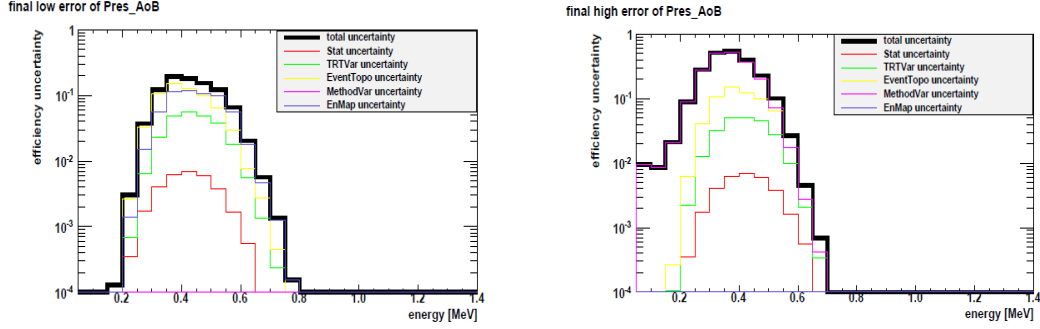 final low error of Pres_AoB
efficiency uncertainty
1
10⁻¹
10⁻²
10⁻³
10⁻⁴
total uncertainty
Stat uncertainty
TRTVar uncertainty
EventTopo uncertainty
MethodVar uncertainty
EnMap uncertainty
0.2 0.4 0.6 0.8 1.0 1.2 1.4
energy [MeV]
final high error of Pres_AoB
efficiency uncertainty
1
10⁻¹
10⁻²
10⁻³
10⁻⁴
total uncertainty
Stat uncertainty
TRTVar uncertainty
EventTopo uncertainty
MethodVar uncertainty
EnMap uncertainty
0.2 0.4 0.6 0.8 1.0 1.2 1.4
energy [MeV]